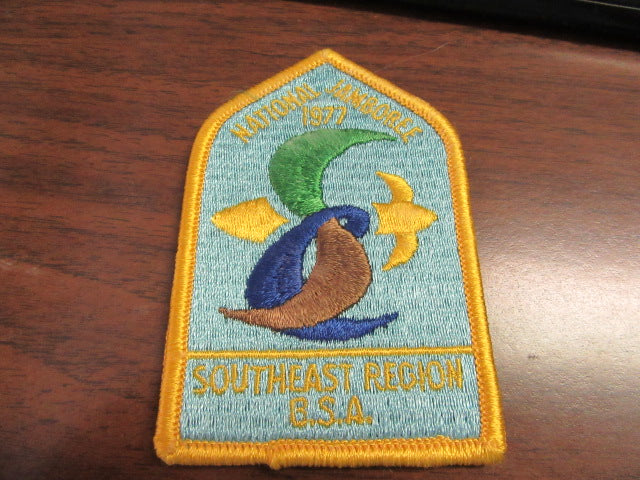 NATIONAL JAMBOREE
1977
SOUTHEAST REGION
B.S.A.